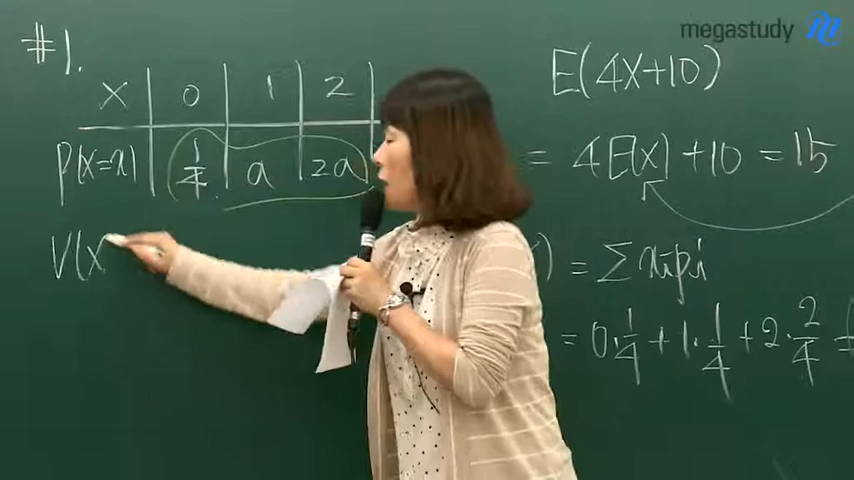 megastudy
#1.
X 0 1 2
P(X=x) 1/4 a 2a
V(X
E(4X+10)
= 4E(X)+10 = 15
) = Σ xipi
= 0·1/4 + 1·1/4 + 2·2/4 =